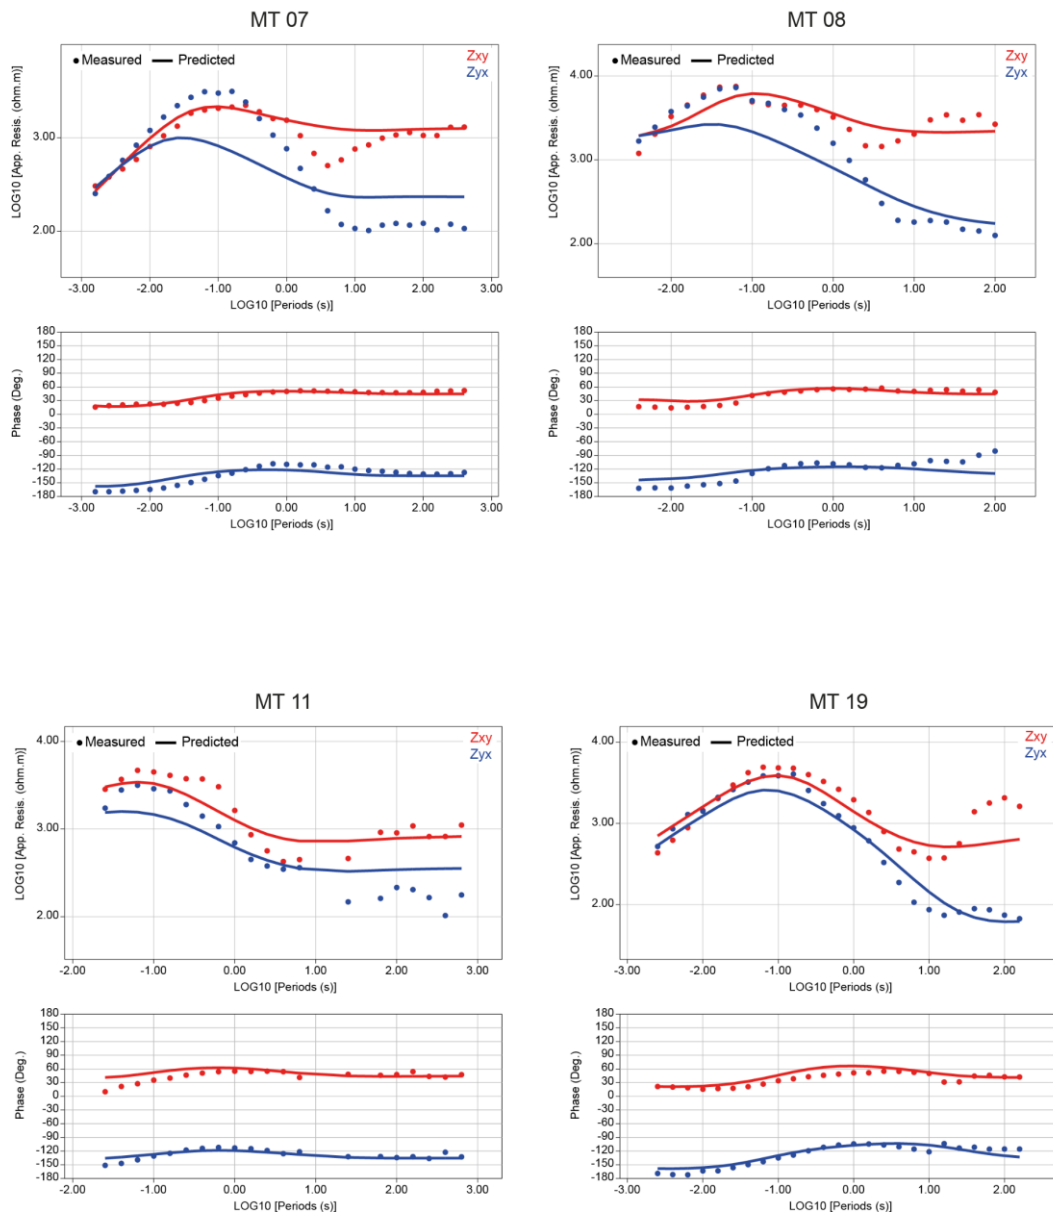 MT 07
Measured Predicted Zxy
Zyx
LOG10 [App. Resis. (ohm.m)]
3.00
2.00
-3.00 -2.00 -1.00 0.00 1.00 2.00 3.00
LOG10 [Periods (s)]
Phase (Deg.)
180
150
120
90
60
30
0
-30
-60
-90
-120
-150
-180
-3.00 -2.00 -1.00 0.00 1.00 2.00 3.00
LOG10 [Periods (s)]
MT 08
Measured Predicted Zxy
Zyx
LOG10 [App. Resis. (ohm.m)]
4.00
3.00
2.00
-2.00 -1.00 0.00 1.00 2.00
LOG10 [Periods (s)]
Phase (Deg.)
180
150
120
90
60
30
0
-30
-60
-90
-120
-150
-180
-2.00 -1.00 0.00 1.00 2.00
LOG10 [Periods (s)]
MT 11
Measured Predicted Zxy
Zyx
LOG10 [App. Resis. (ohm.m)]
4.00
3.00
2.00
-2.00 -1.00 0.00 1.00 2.00 3.00
LOG10 [Periods (s)]
Phase (Deg.)
180
150
120
90
60
30
0
-30
-60
-90
-120
-150
-180
-2.00 -1.00 0.00 1.00 2.00 3.00
LOG10 [Periods (s)]
MT 19
Measured Predicted Zxy
Zyx
LOG10 [App. Resis. (ohm.m)]
4.00
3.00
2.00
-3.00 -2.00 -1.00 0.00 1.00 2.00
LOG10 [Periods (s)]
Phase (Deg.)
180
150
120
90
60
30
0
-30
-60
-90
-120
-150
-180
-3.00 -2.00 -1.00 0.00 1.00 2.00
LOG10 [Periods (s)]